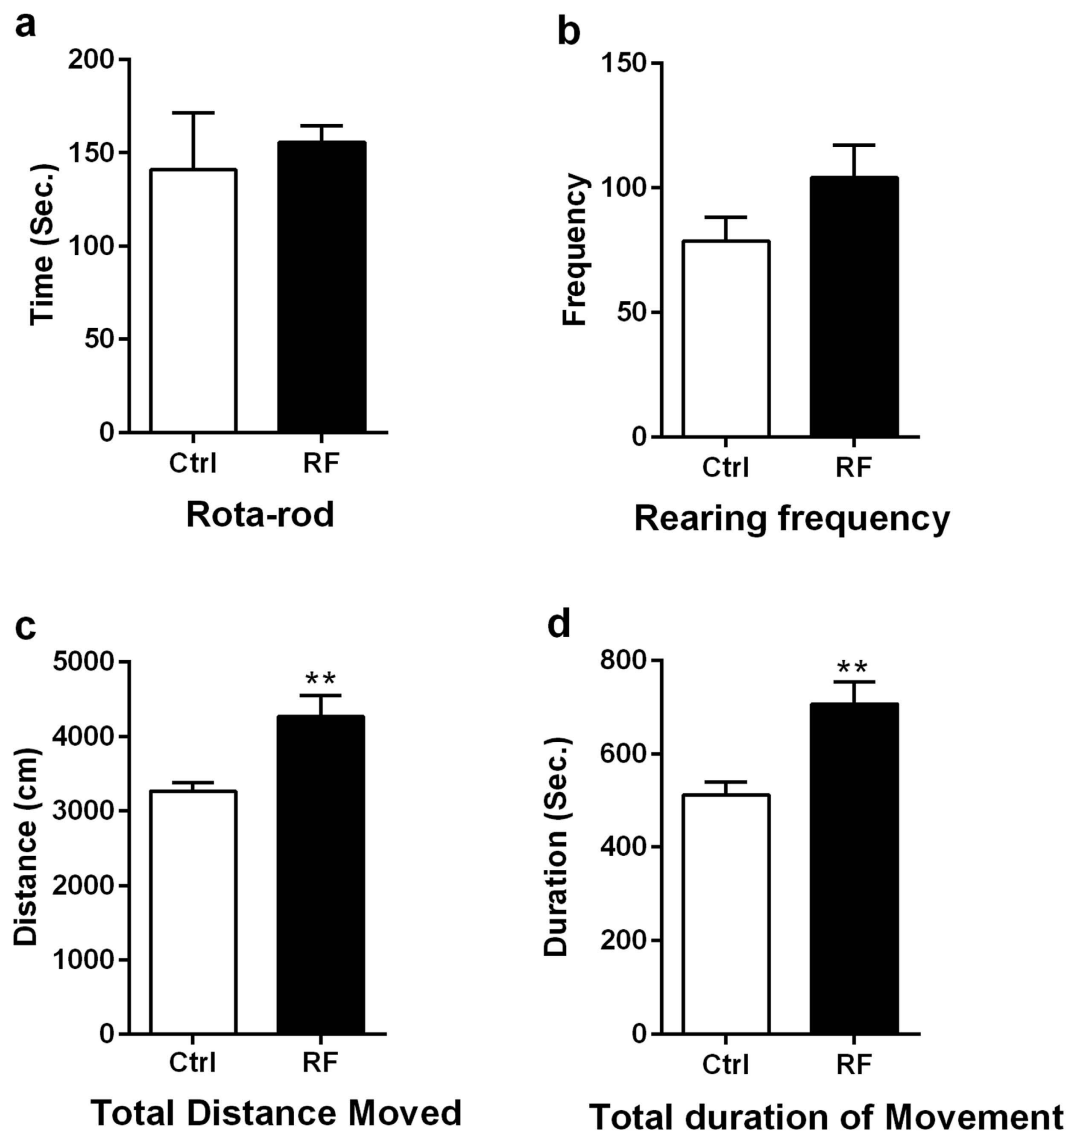 a
200
150
100
50
0
Time (Sec.)
Ctrl RF
Rota-rod
b
150
100
50
0
Frequency
Ctrl RF
Rearing frequency
c
5000
4000
3000
2000
1000
0
Distance (cm)
**
Ctrl RF
Total Distance Moved
d
800
600
400
200
0
Duration (Sec.)
**
Ctrl RF
Total duration of Movement